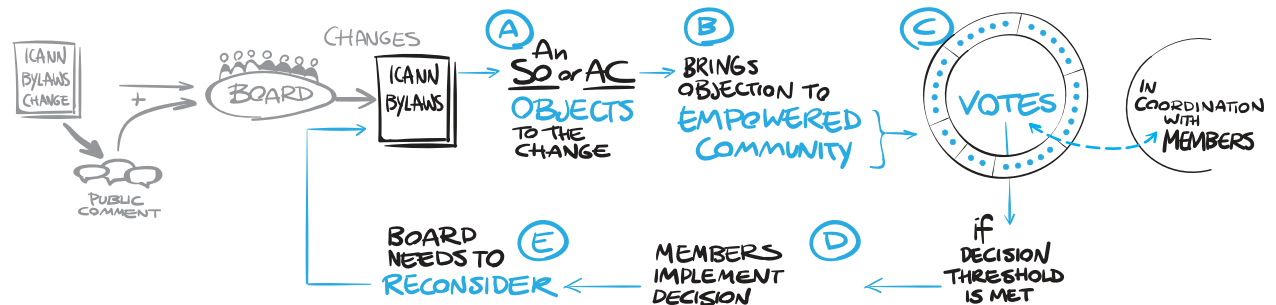 ICANN
BYLAWS
CHANGE
+
PUBLIC
COMMENT
BOARD
CHANGES
ICANN
BYLAWS
A
An
SO or AC
OBJECTS
TO THE
CHANGE
B
BRINGS
OBJECTION TO
EMPOWERED
COMMUNITY
C
VOTES
IN
COORDINATION
WITH
MEMBERS
if
DECISION
THRESHOLD
IS MET
D
MEMBERS
IMPLEMENT
DECISION
E
BOARD
NEEDS TO
RECONSIDER